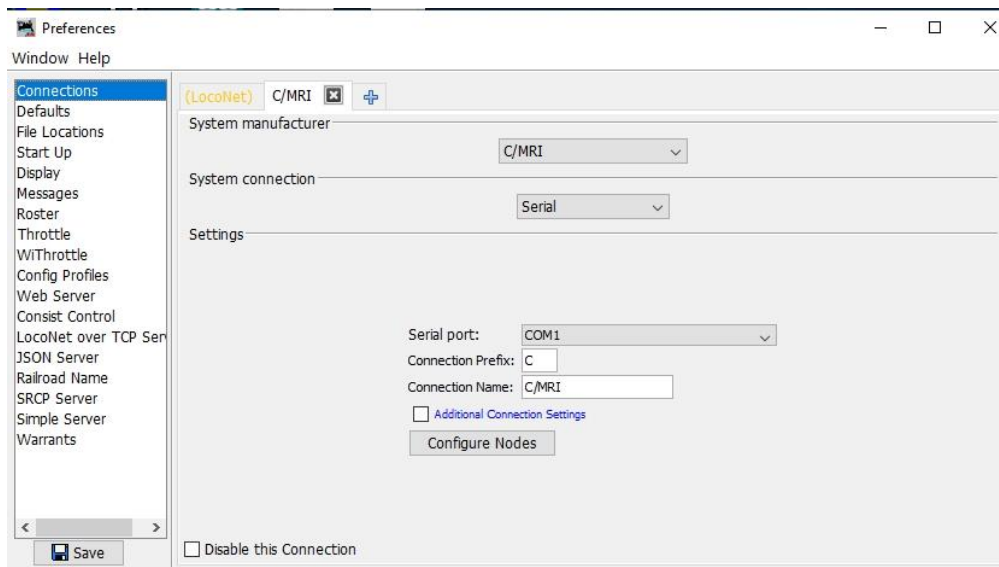 Preferences
Window Help
Connections
Defaults
File Locations
Start Up
Display
Messages
Roster
Throttle
WiThrottle
Config Profiles
Web Server
Consist Control
LocoNet over TCP Ser
JSON Server
Railroad Name
SRCP Server
Simple Server
Warrants
Save
(LocoNet) C/MRI
System manufacturer
C/MRI
System connection
Serial
Settings
Serial port: COM1
Connection Prefix: C
Connection Name: C/MRI
Additional Connection Settings
Configure Nodes
Disable this Connection